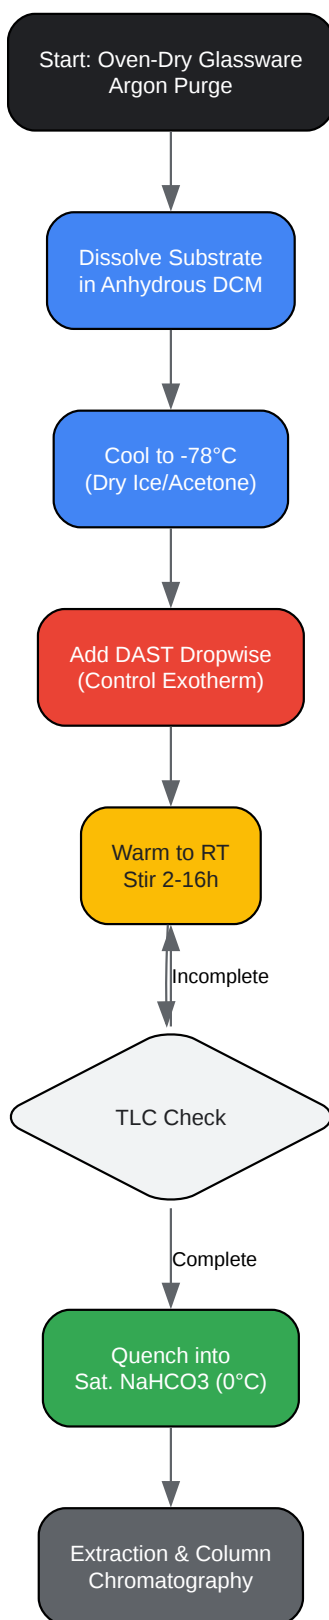 Start: Oven-Dry Glassware
Argon Purge
Dissolve Substrate
in Anhydrous DCM
Cool to -78°C
(Dry Ice/Acetone)
Add DAST Dropwise
(Control Exotherm)
Warm to RT
Stir 2-16h
Incomplete
TLC Check
Complete
Quench into
Sat. NaHCO3 (0°C)
Extraction & Column
Chromatography